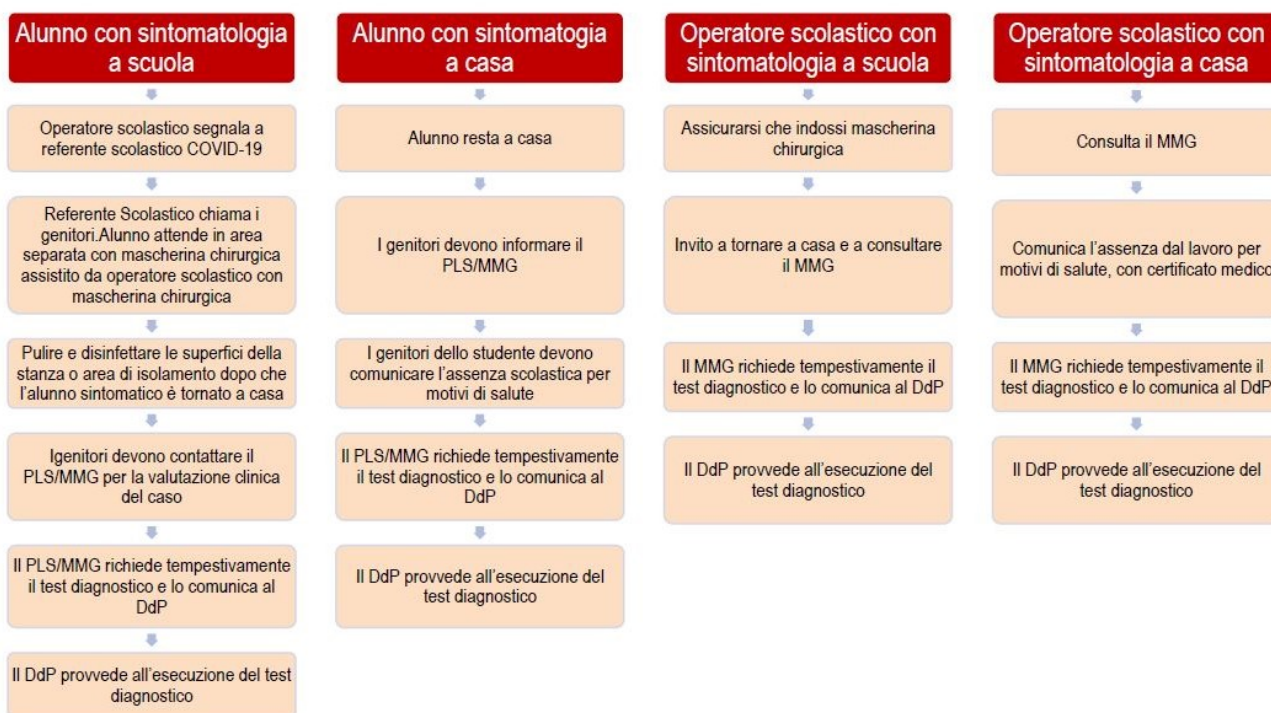 Alunno con sintomatologia
a scuola
Operatore scolastico segnala a
referente scolastico COVID-19
Referente Scolastico chiama i
genitori.Alunno attende in area
separata con mascherina chirurgica
assistito da operatore scolastico con
mascherina chirurgica
Pulire e disinfettare le superfici della
stanza o area di isolamento dopo che
l'alunno sintomatico è tornato a casa
Igenitori devono contattare il
PLS/MMG per la valutazione clinica
del caso
Il PLS/MMG richiede tempestivamente
il test diagnostico e lo comunica al
DdP
Il DdP provvede all'esecuzione del test
diagnostico
Alunno con sintomatogia
a casa
Alunno resta a casa
I genitori devono informare il
PLS/MMG
I genitori dello studente devono
comunicare l'assenza scolastica per
motivi di salute
Il PLS/MMG richiede tempestivamente
il test diagnostico e lo comunica al
DdP
Il DdP provvede all'esecuzione del
test diagnostico
Operatore scolastico con
sintomatologia a scuola
Assicurarsi che indossi mascherina
chirurgica
Invito a tornare a casa e a consultare
il MMG
Il MMG richiede tempestivamente il
test diagnostico e lo comunica al DdP
Il DdP provvede all'esecuzione del
test diagnostico
Operatore scolastico con
sintomatologia a casa
Consulta il MMG
Comunica l'assenza dal lavoro per
motivi di salute, con certificato medico
Il MMG richiede tempestivamente il
test diagnostico e lo comunica al DdP
Il DdP provvede all'esecuzione del
test diagnostico